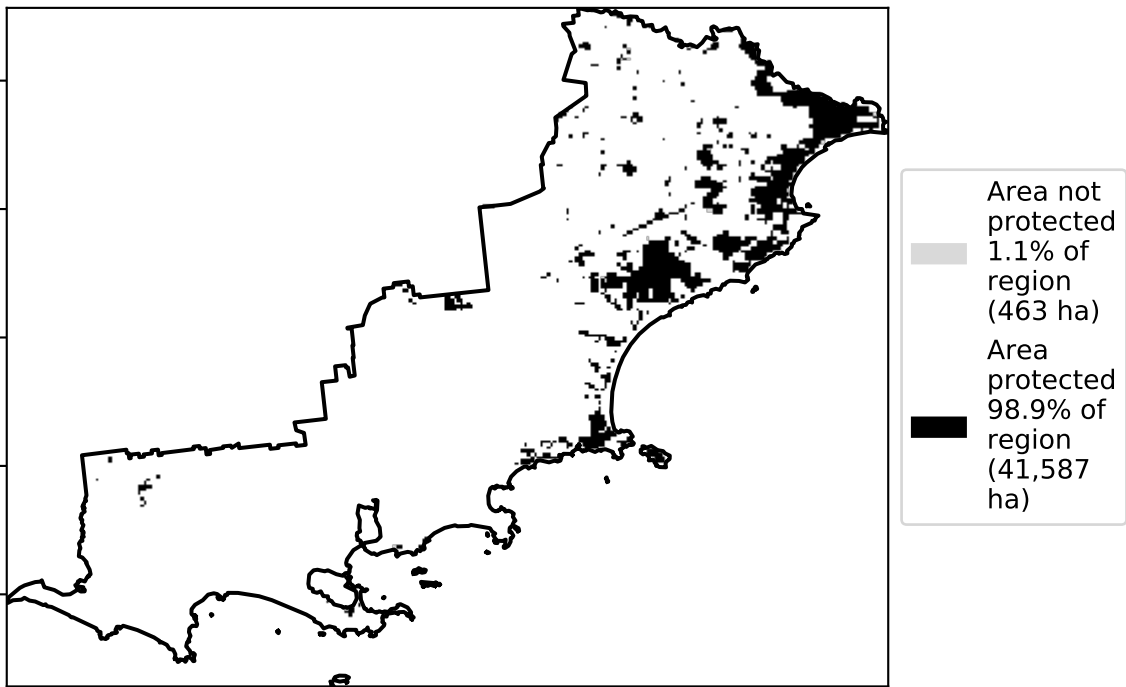 Area not
protected
1.1% of
region
(463 ha)
Area
protected
98.9% of
region
(41,587
ha)